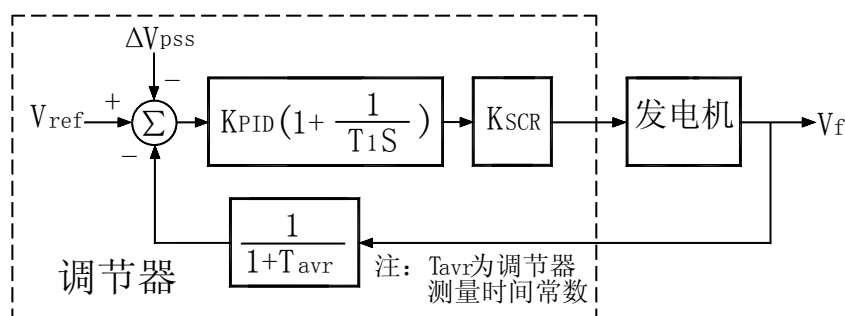 ΔVpss
−
Vref
+
−
Σ
KPID(1+ 1/T1S )
KSCR
发电机
Vf
1/1+Tavr
调节器
注：Tavr为调节器
测量时间常数